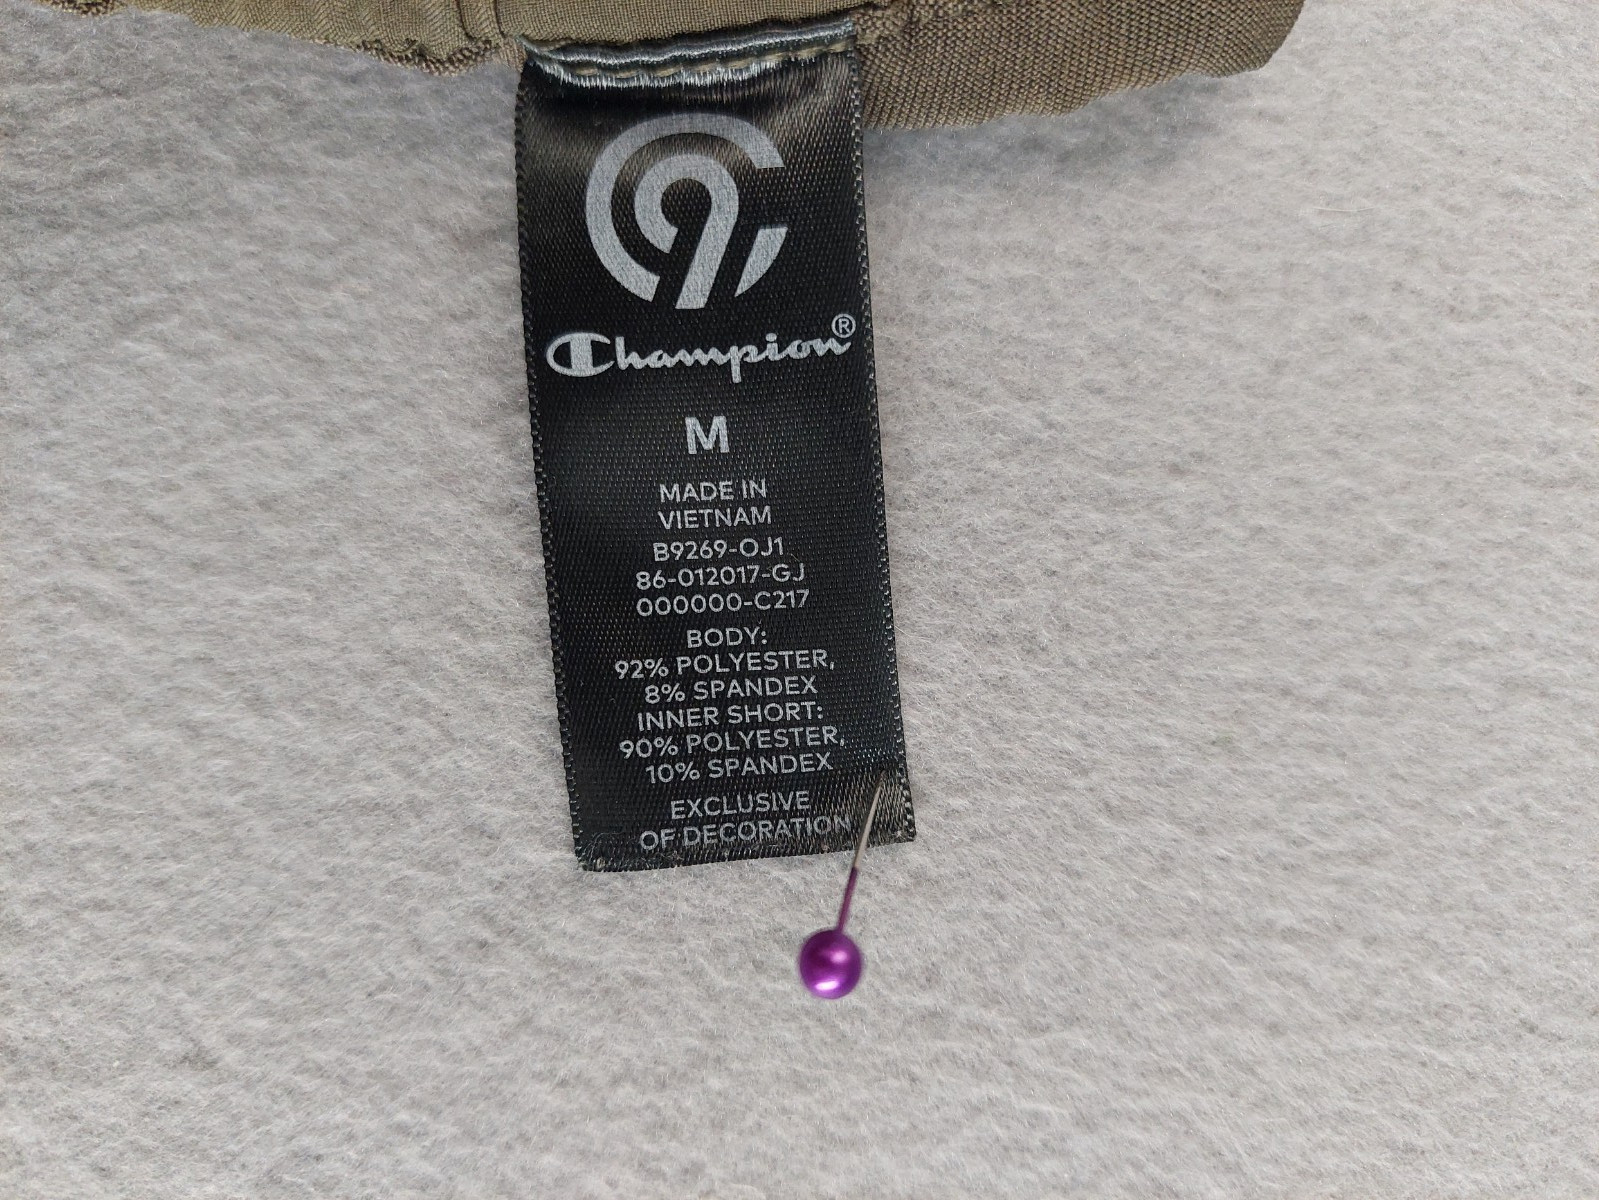 C9
Champion®
M
MADE IN
VIETNAM
B9269-OJ1
86-012017-GJ
000000-C217
BODY:
92% POLYESTER,
8% SPANDEX
INNER SHORT:
90% POLYESTER,
10% SPANDEX
EXCLUSIVE
OF DECORATION